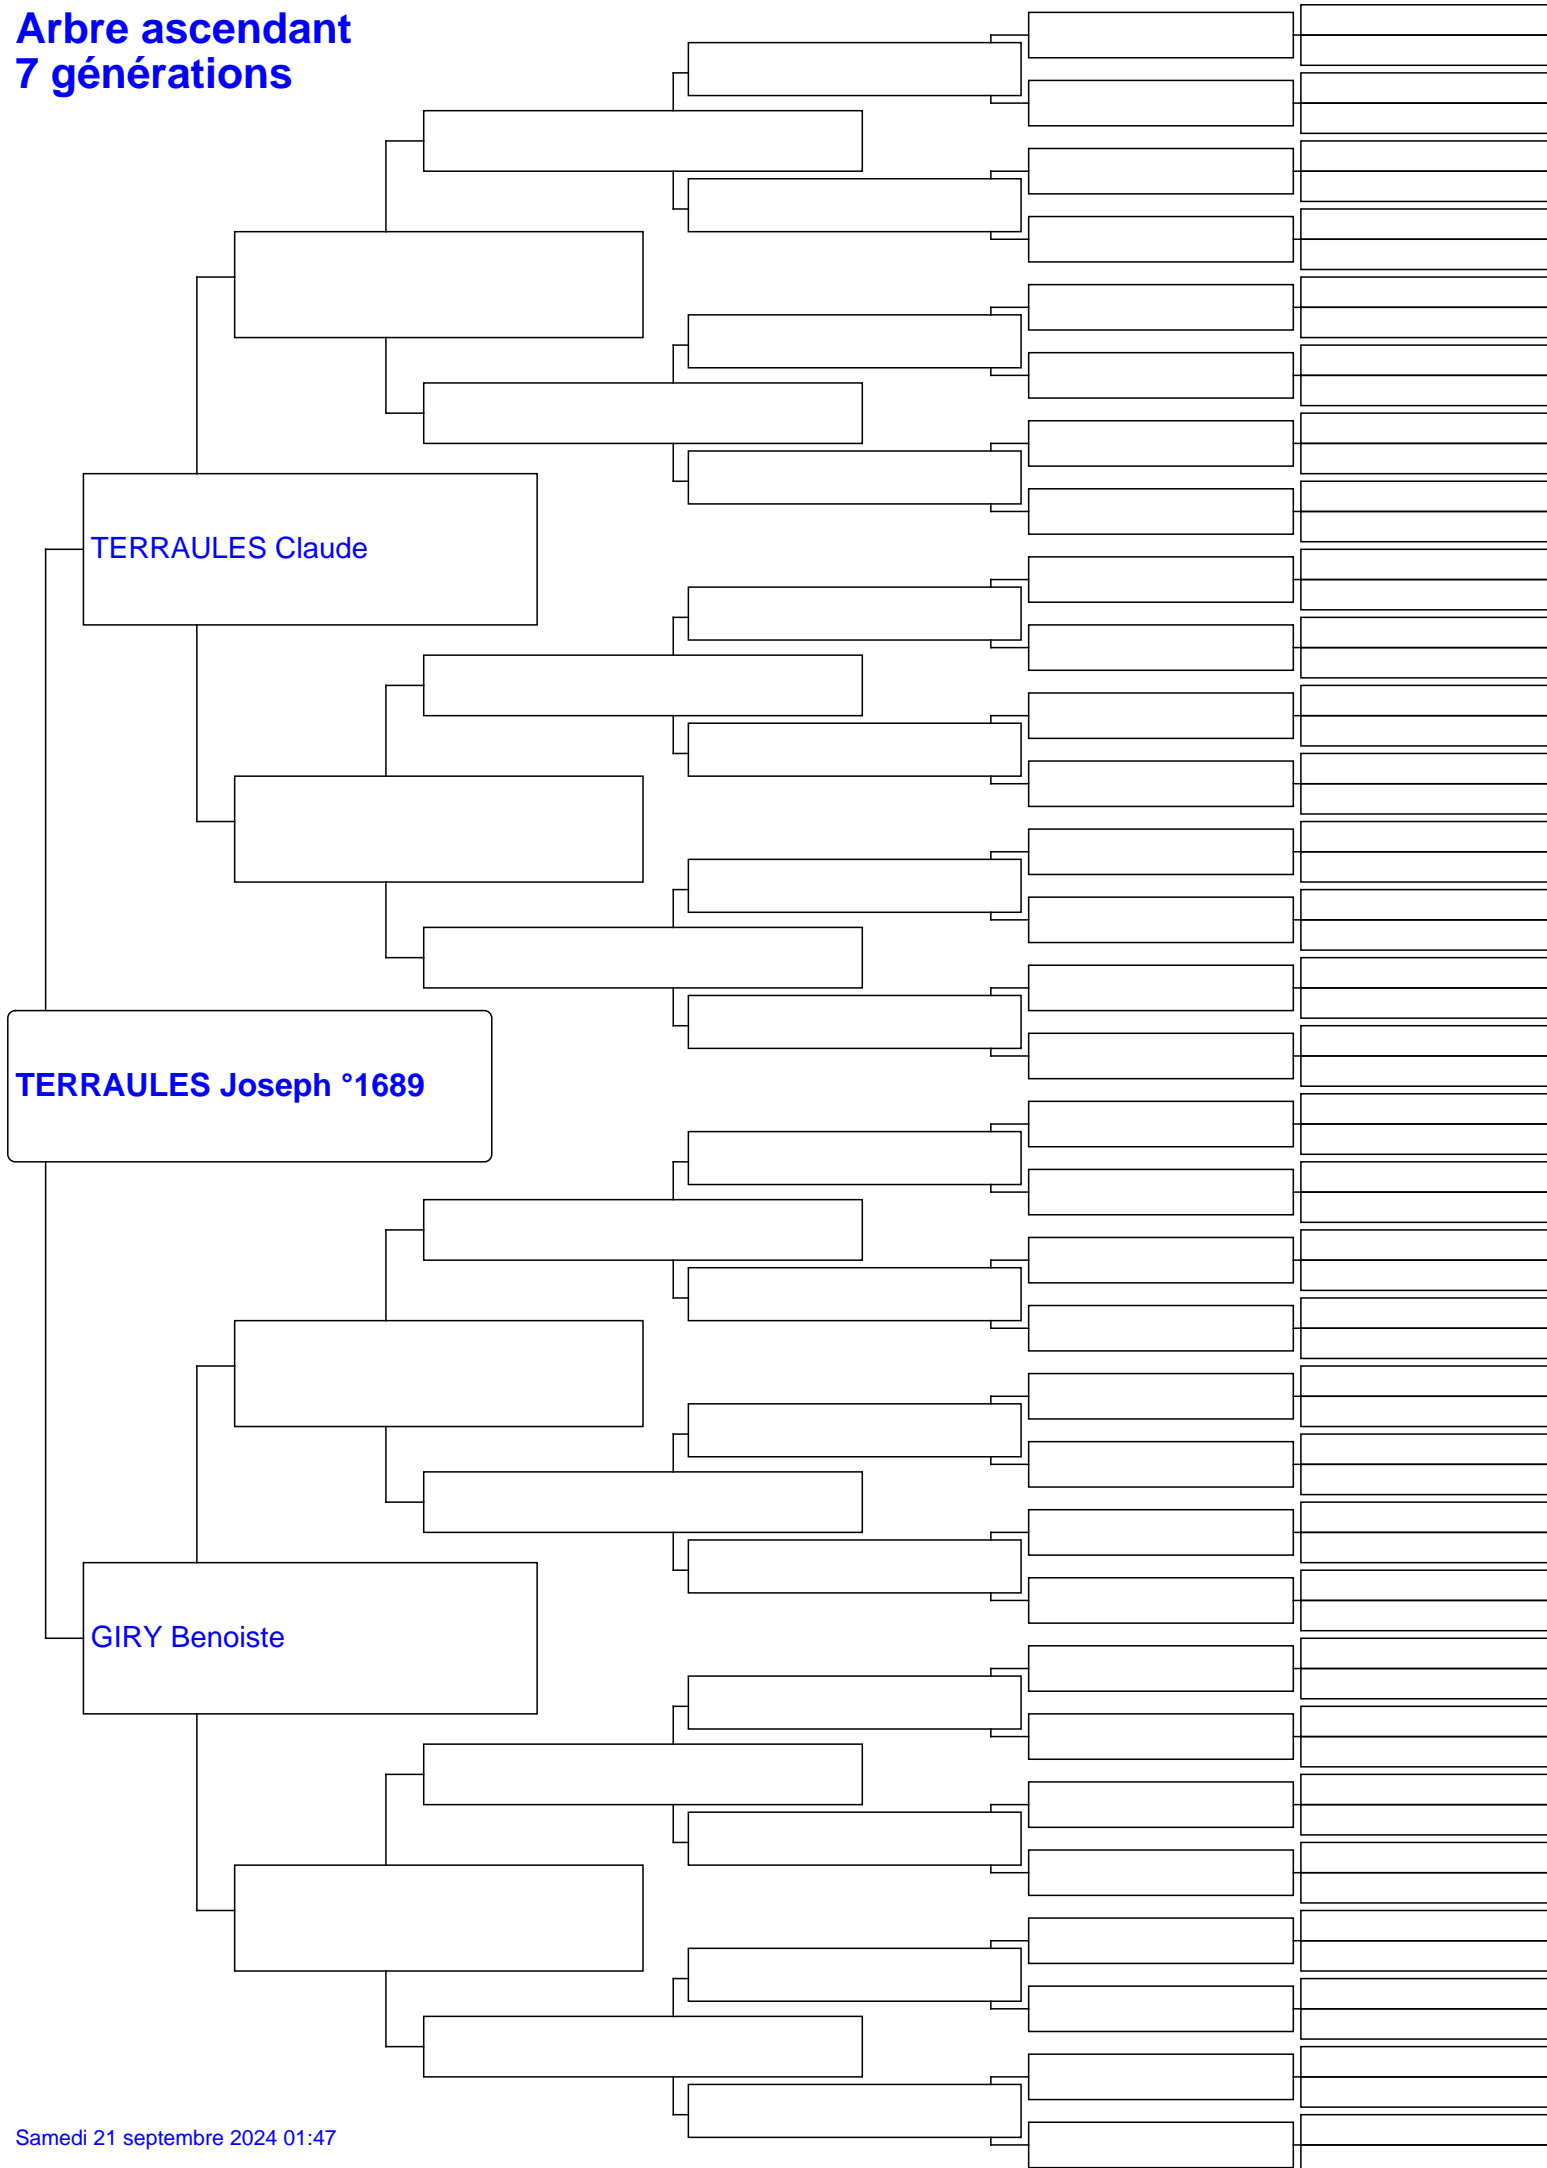 Arbre ascendant
7 générations
TERRAULES Claude
TERRAULES Joseph °1689
GIRY Benoiste
Samedi 21 septembre 2024 01:47